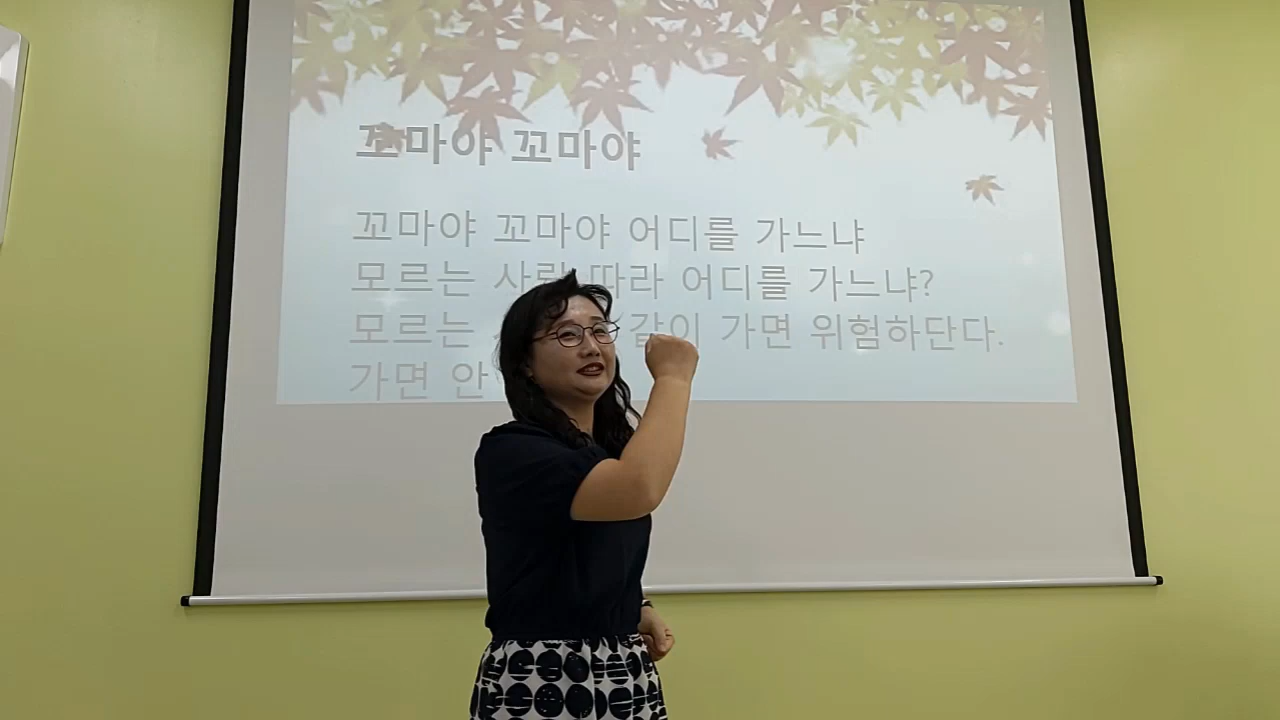 꼬마야 꼬마야
꼬마야 꼬마야 어디를 가느냐
모르는 사람 따라 어디를 가느냐?
모르는 같이 가면 위험하단다.
가면 안